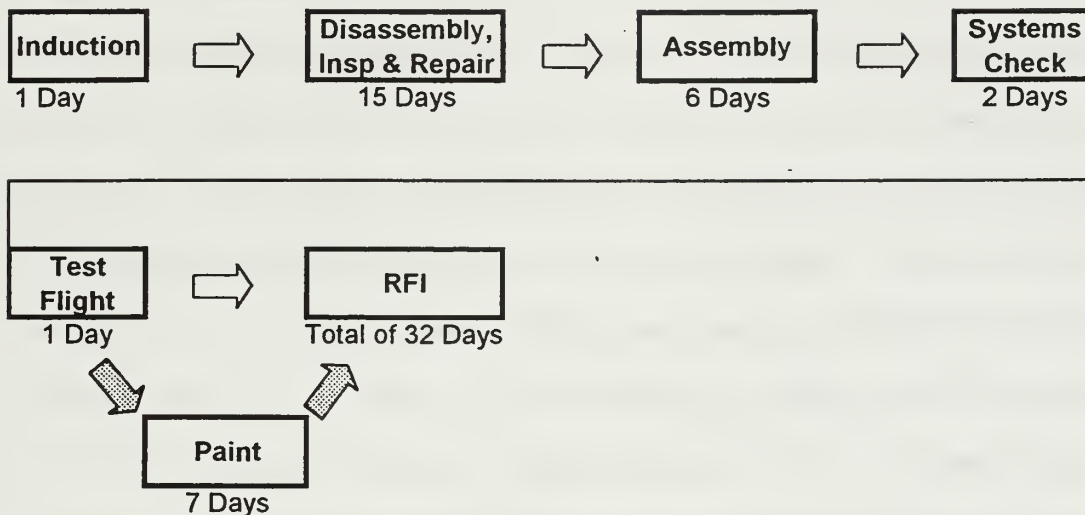 Induction
1 Day
Disassembly,
Insp & Repair
15 Days
Assembly
6 Days
Systems
Check
2 Days
Test
Flight
1 Day
RFI
Total of 32 Days
Paint
7 Days